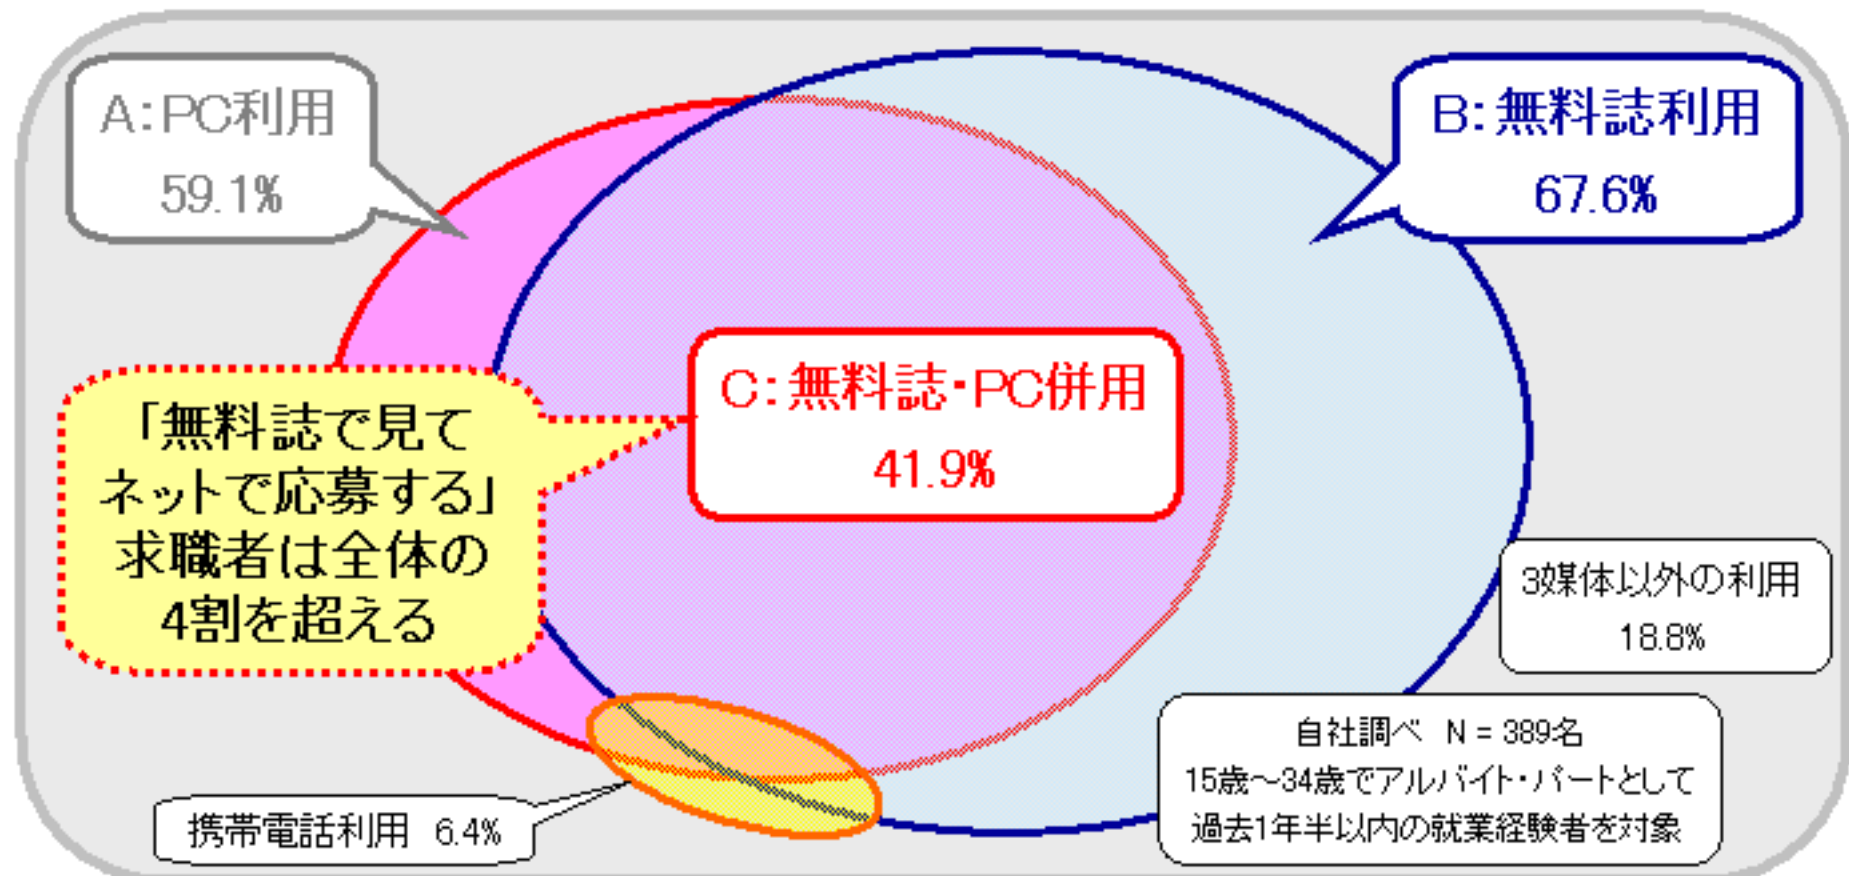 A:PC利用
59.1%
B:無料誌利用
67.6%
C:無料誌・PC併用
41.9%
「無料誌で見て
ネットで応募する」
求職者は全体の
4割を超える
3媒体以外の利用
18.8%
自社調べ N = 389名
15歳~34歳でアルバイト・パートとして
過去1年半以内の就業経験者を対象
携帯電話利用 6.4%